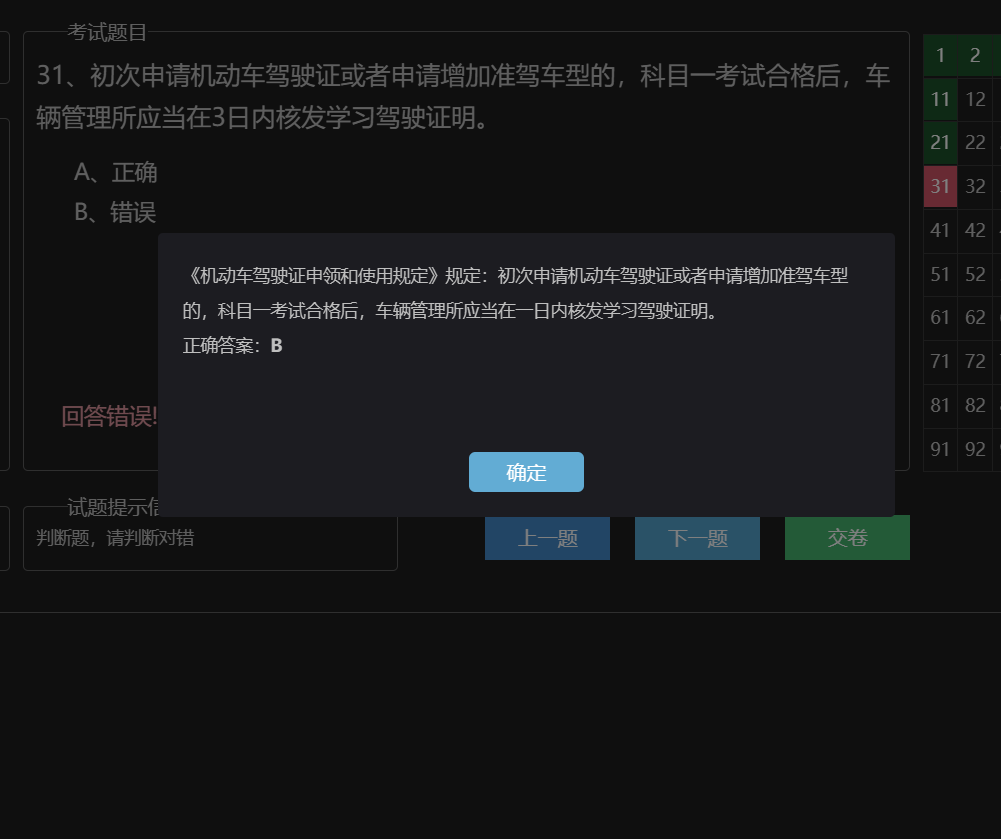 考试题目
31、初次申请机动车驾驶证或者申请增加准驾车型的，科目一考试合格后，车
辆管理所应当在3日内核发学习驾驶证明。
A、正确
B、错误
《机动车驾驶证申领和使用规定》规定：初次申请机动车驾驶证或者申请增加准驾车型
的，科目一考试合格后，车辆管理所应当在一日内核发学习驾驶证明。
正确答案：B
回答错误!
确定
试题提示信
判断题，请判断对错
上一题 下一题 交卷
1 2
11 12
21 22
31 32
41 42
51 52
61 62
71 72
81 82
91 92